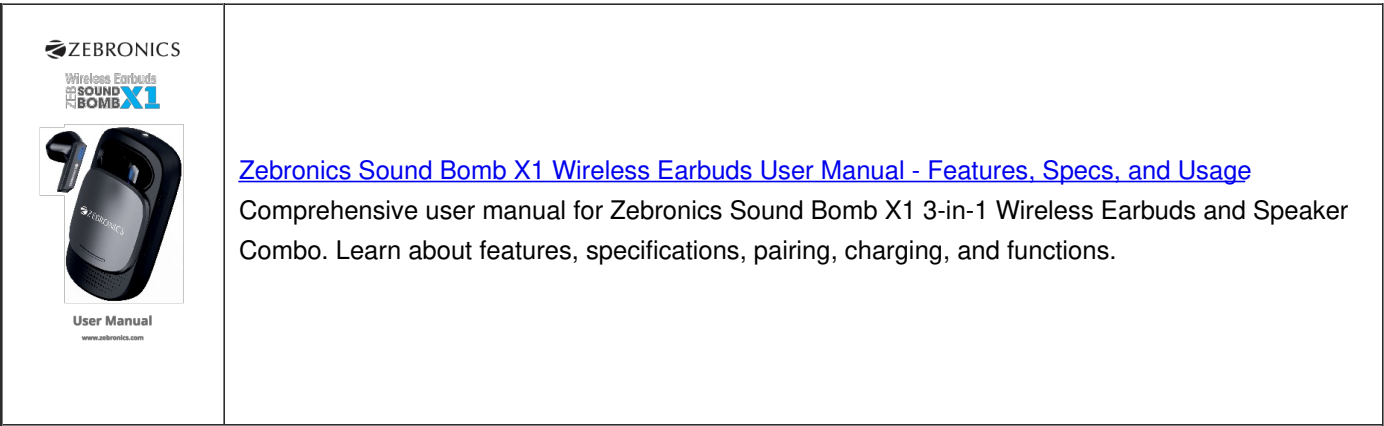 ZEBRONICS
Wireless Earbuds
ZEB SOUND BOMB X1
ZEBRONICS
User Manual
www.zebronics.com
Zebronics Sound Bomb X1 Wireless Earbuds User Manual - Features, Specs, and Usage
Comprehensive user manual for Zebronics Sound Bomb X1 3-in-1 Wireless Earbuds and Speaker
Combo. Learn about features, specifications, pairing, charging, and functions.